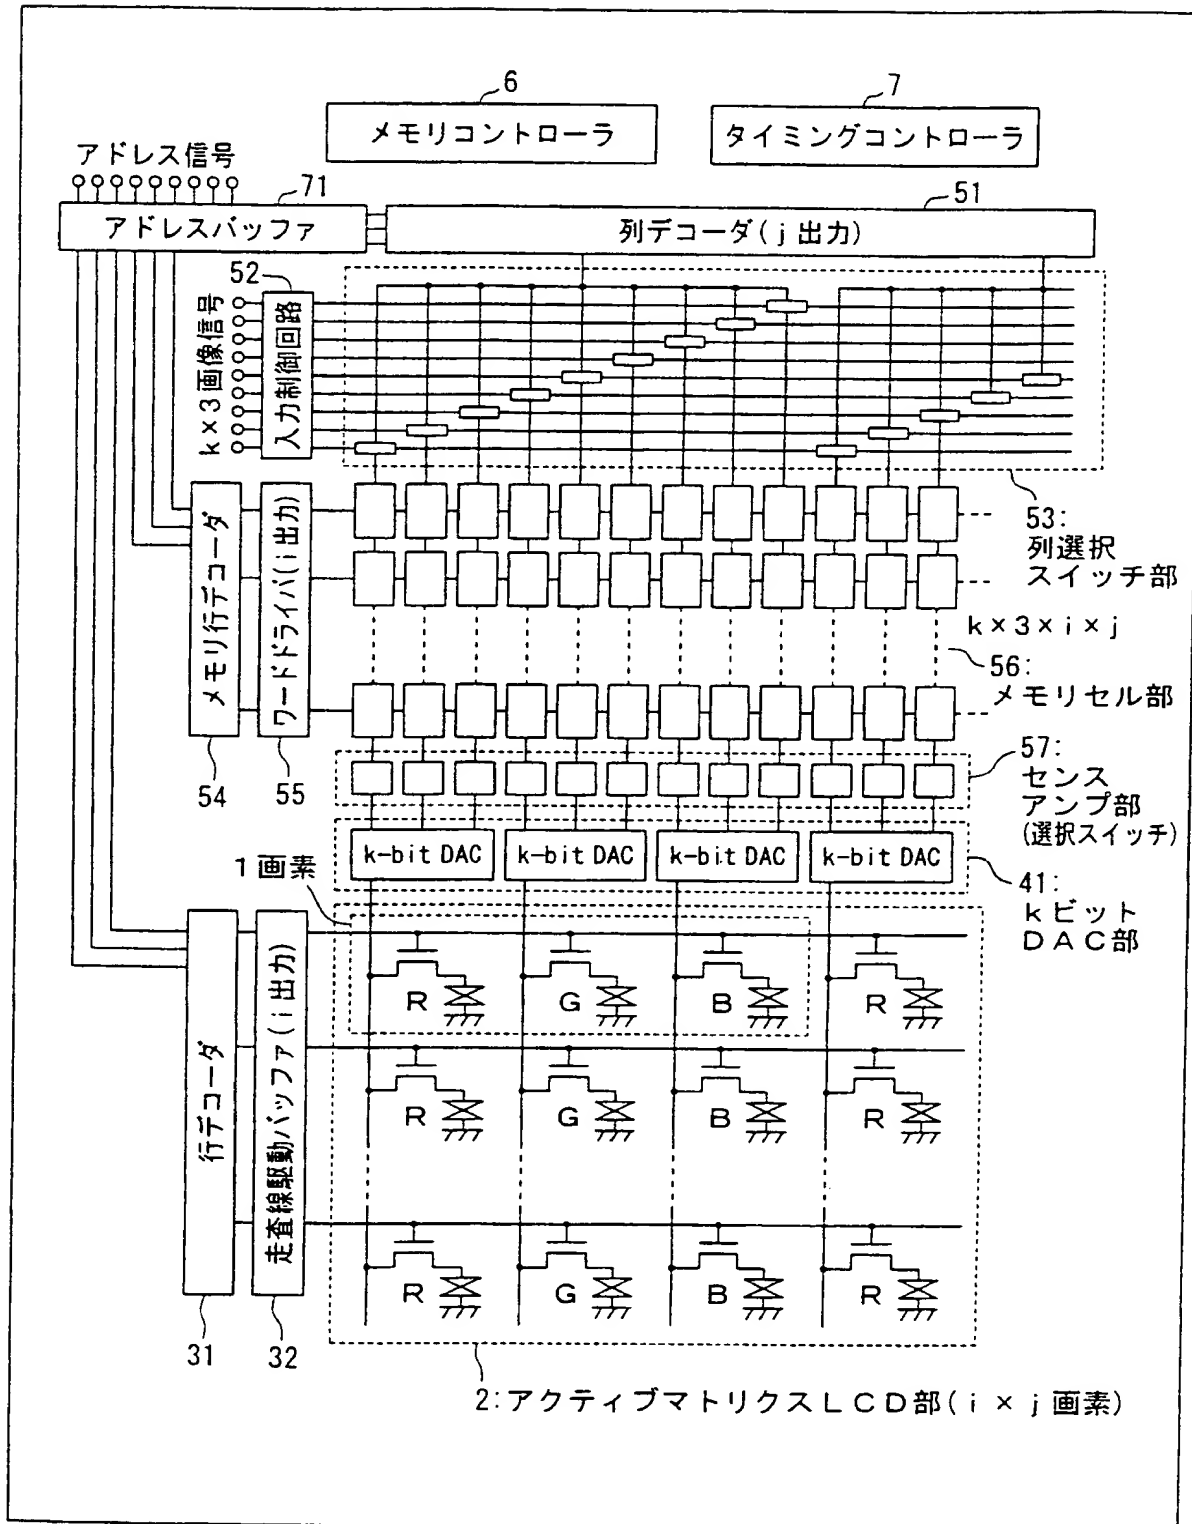 6
7
メモリコントローラ
タイミングコントローラ
アドレス信号
71
51
アドレスバッファ
列デコーダ(j出力)
52
k×3画像信号
入力制御回路
53:
列選択
スイッチ部
メモリ行デコーダ
ワードドライバ(i出力)
k×3×i×j
56:
メモリセル部
54
55
57:
センス
アンプ部
(選択スイッチ)
k-bit DAC
k-bit DAC
k-bit DAC
k-bit DAC
1画素
41:
kビット
DAC部
行デコーダ
走査線駆動バッファ(i出力)
R
G
B
R
R
G
B
R
R
G
B
R
31
32
2:アクティブマトリクスLCD部(i×j画素)